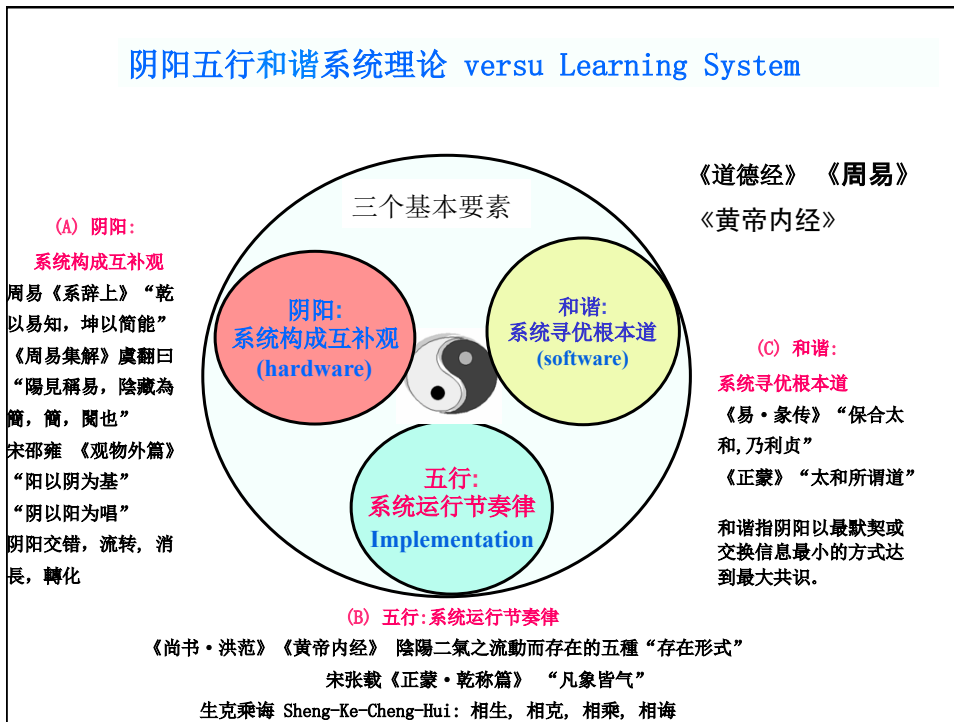 阴阳五行和谐系统理论 versu Learning System
《道德经》 《周易》
《黄帝内经》
三个基本要素
阴阳:
系统构成互补观
(hardware)
和谐:
系统寻优根本道
(software)
五行:
系统运行节奏律
Implementation
(A) 阴阳:
系统构成互补观
周易《系辞上》“乾
以易知，坤以简能”
《周易集解》虞翻曰
“陽見稱易，陰藏為
簡，簡，閱也”
宋邵雍 《观物外篇》
“阳以阴为基”
“阴以阳为唱”
阴阳交错，流转, 消
長，轉化
(C) 和谐:
系统寻优根本道
《易·彖传》“保合太
和,乃利贞”
《正蒙》“太和所谓道”
和谐指阴阳以最默契或
交换信息最小的方式达
到最大共识。
(B) 五行:系统运行节奏律
《尚书·洪范》《黄帝内经》 陰陽二氣之流動而存在的五種“存在形式”
宋张载《正蒙·乾称篇》 “凡象皆气”
生克乘诲 Sheng-Ke-Cheng-Hui: 相生, 相克, 相乘, 相诲